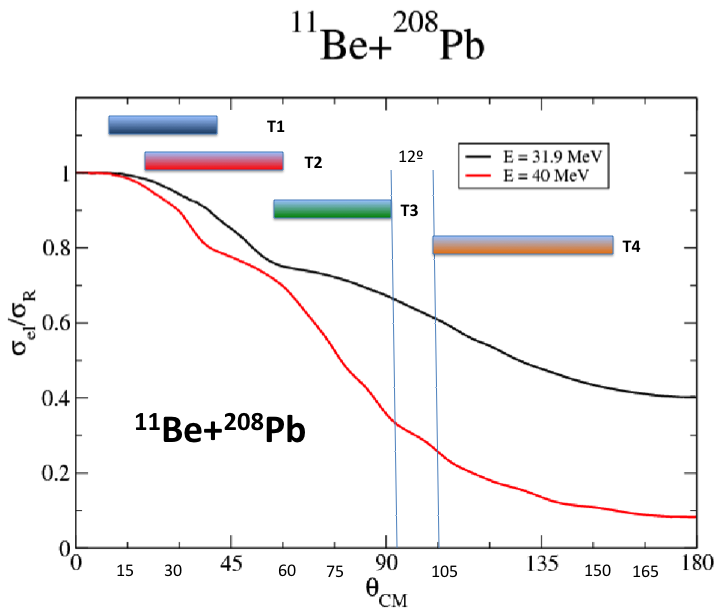 ¹¹Be+²⁰⁸Pb
T1
T2
12º
E = 31.9 MeV
E = 40 MeV
T3
T4
1
0.8
0.6
0.4
0.2
0
σel/σR
¹¹Be+²⁰⁸Pb
0 15 30 45 60 75 90 105 135 150 165 180
θCM